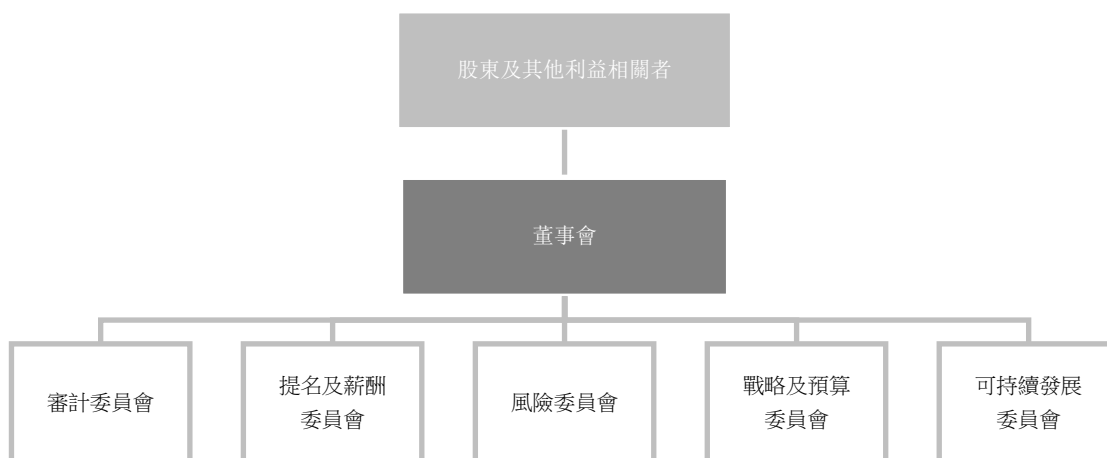 股東及其他利益相關者
董事會
審計委員會
提名及薪酬
委員會
風險委員會
戰略及預算
委員會
可持續發展
委員會